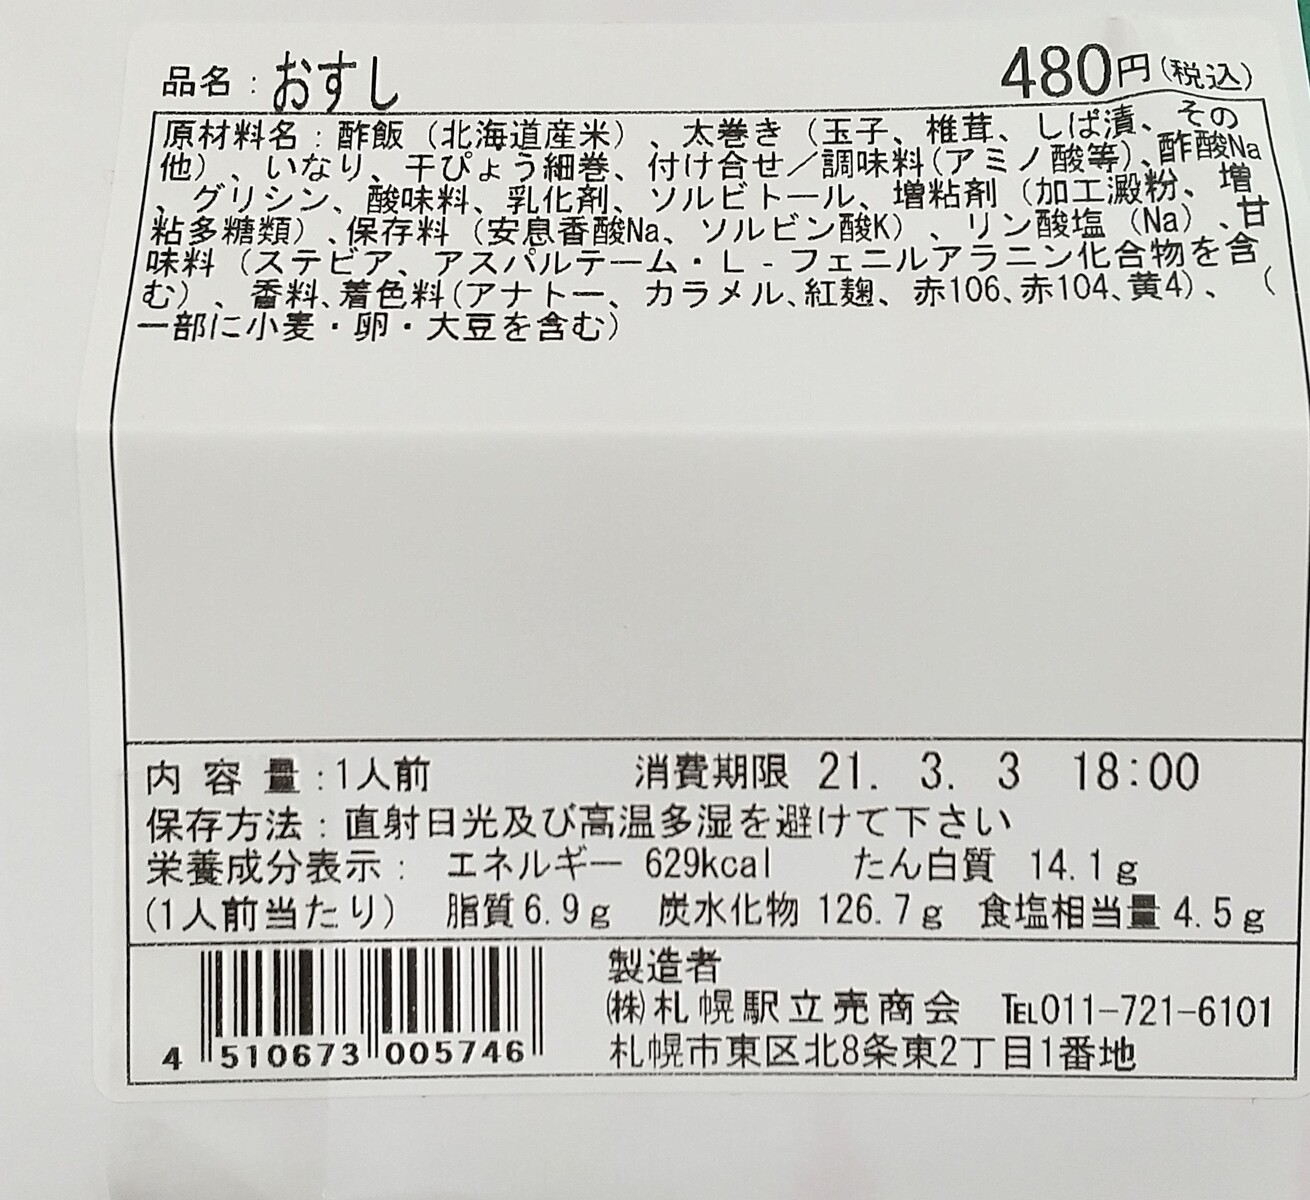 品名：おすし 480円（税込）
原材料名：酢飯（北海道産米）、太巻き（玉子、椎茸、しば漬、その
他）、いなり、干ぴょう細巻、付け合せ／調味料（アミノ酸等）、酢酸Na
、グリシン、酸味料、乳化剤、ソルビトール、増粘剤（加工澱粉、増
粘多糖類）、保存料（安息香酸Na、ソルビン酸K）、リン酸塩（Na）、甘
味料（ステビア、アスパルテーム・L-フェニルアラニン化合物を含
む）、香料、着色料（アナトー、カラメル、紅麹、赤106、赤104、黄4）、（
一部に小麦・卵・大豆を含む）
内容量：1人前 消費期限 21. 3. 3 18:00
保存方法：直射日光及び高温多湿を避けて下さい
栄養成分表示： エネルギー 629kcal たん白質 14.1g
（1人前当たり） 脂質6.9g 炭水化物 126.7g 食塩相当量4.5g
製造者
㈱札幌駅立売商会 TEL011-721-6101
札幌市東区北8条東2丁目1番地
4 510673 005746